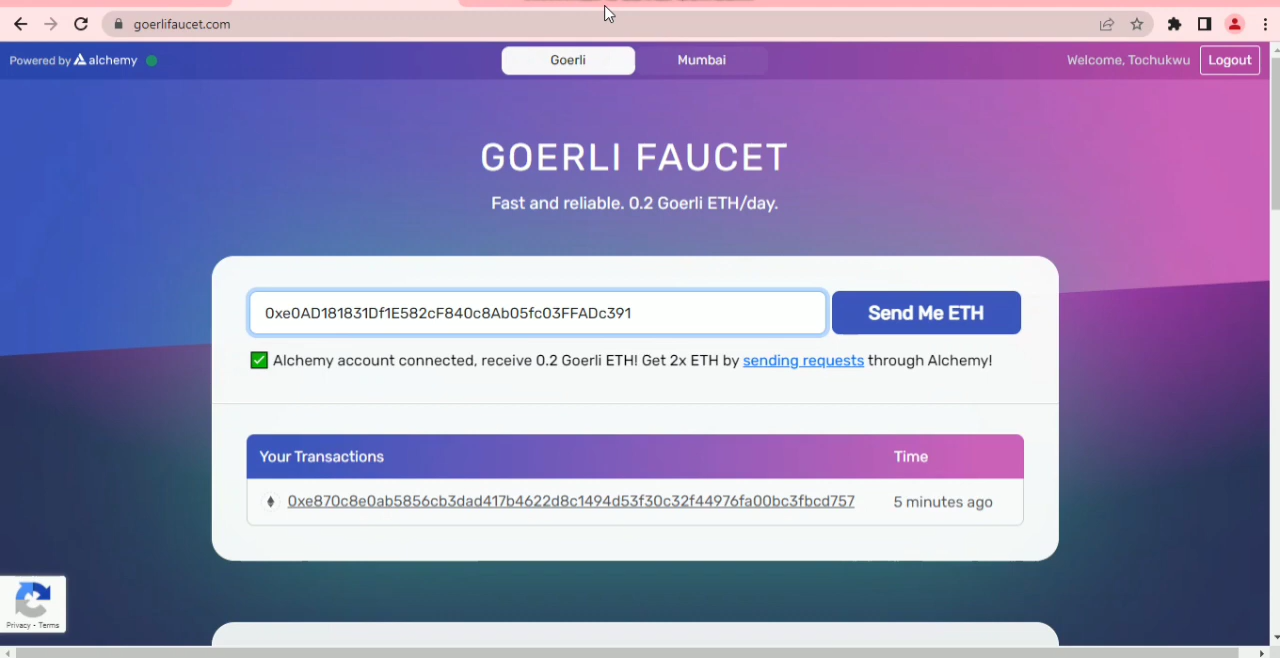 goerlifaucet.com
Powered by alchemy
Goerli
Mumbai
Welcome, Tochukwu
Logout
GOERLI FAUCET
Fast and reliable. 0.2 Goerli ETH/day.
0xe0AD181831Df1E582cF840c8Ab05fc03FFADc391
Send Me ETH
Alchemy account connected, receive 0.2 Goerli ETH! Get 2x ETH by sending requests through Alchemy!
Your Transactions
Time
0xe870c8e0ab5856cb3dad417b4622d8c1494d53f30c32f44976fa00bc3fbcd757
5 minutes ago
Privacy - Terms